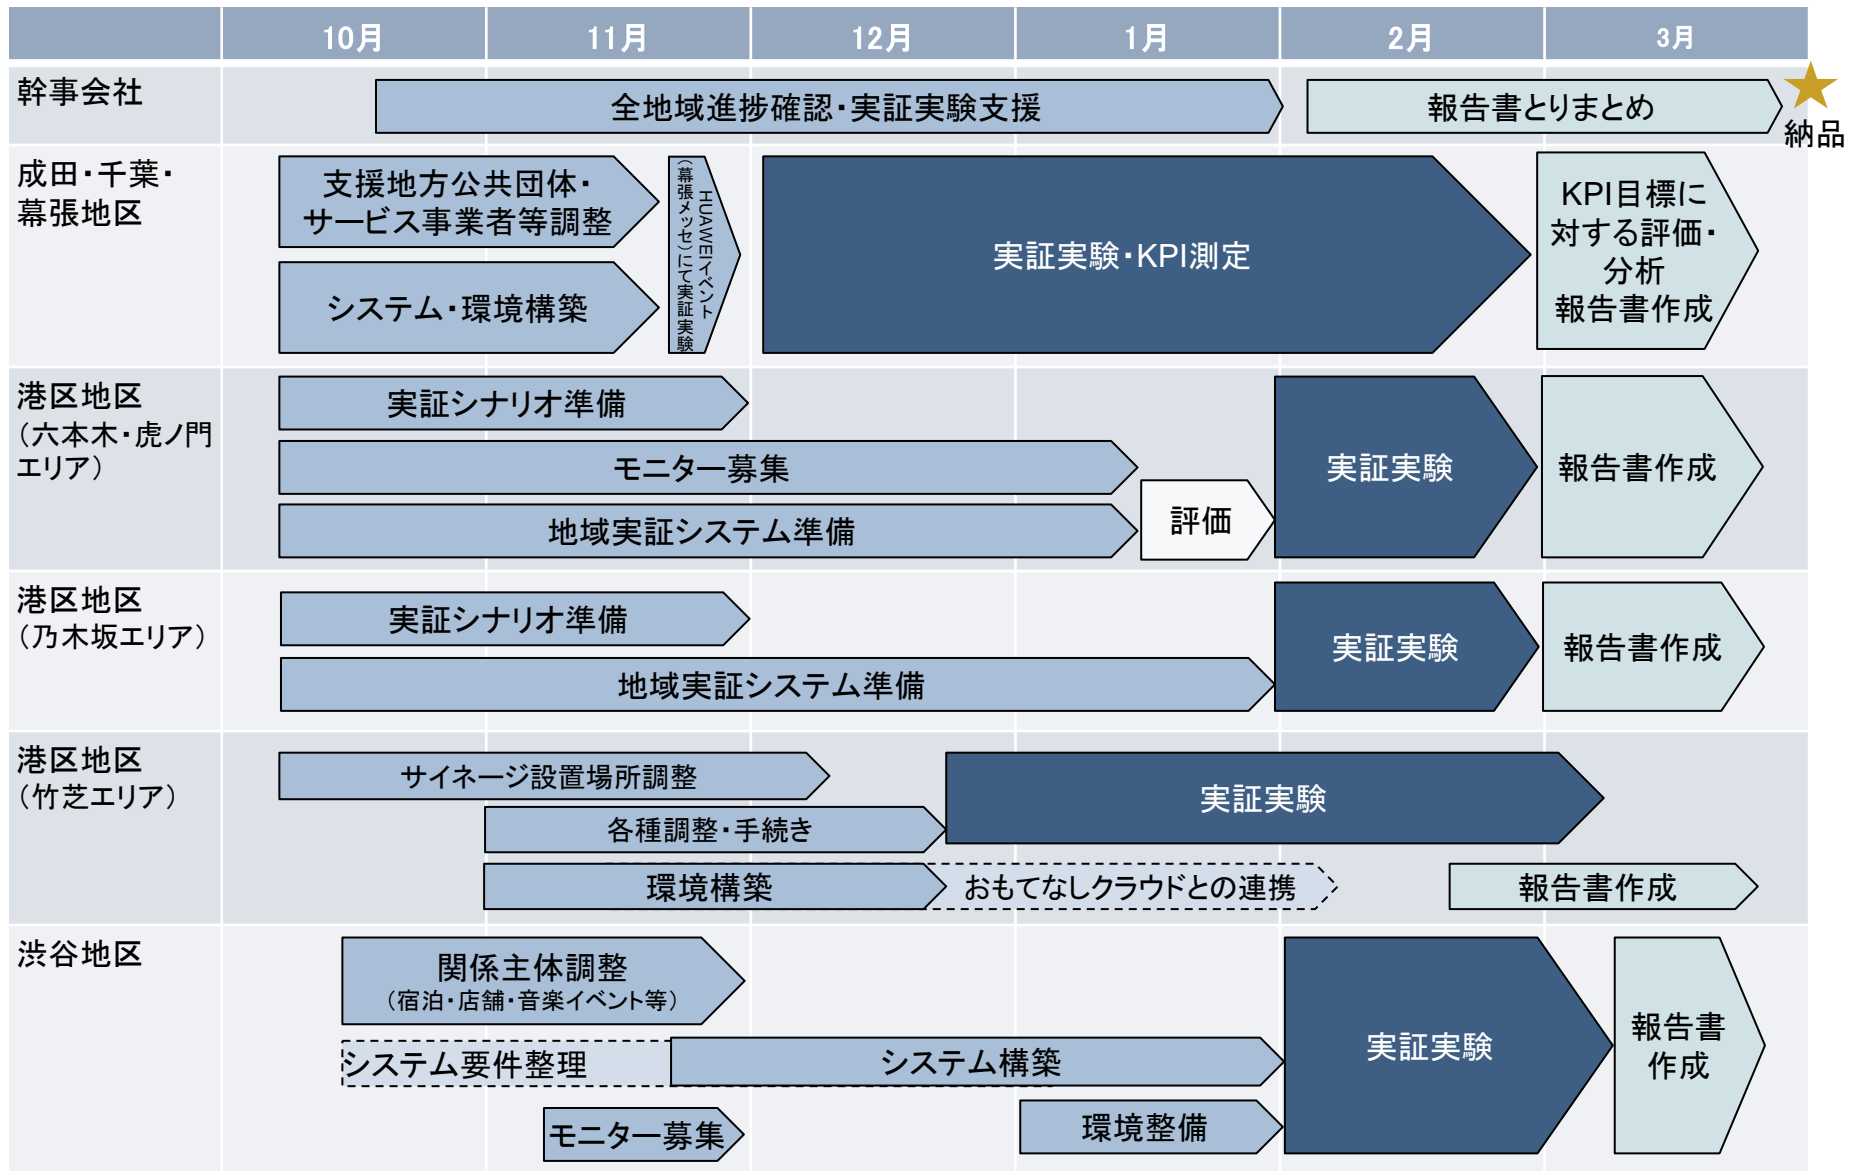 10月
11月
12月
1月
2月
3月
幹事会社
全地域進捗確認・実証実験支援
報告書とりまとめ
納品
成田・千葉・
幕張地区
支援地方公共団体・
サービス事業者等調整
システム・環境構築
HUAWEIイベント
（幕張メッセ）にて実証実験
実証実験・KPI測定
KPI目標に
対する評価・
分析
報告書作成
港区地区
（六本木・虎ノ門
エリア）
実証シナリオ準備
モニター募集
地域実証システム準備
評価
実証実験
報告書作成
港区地区
（乃木坂エリア）
実証シナリオ準備
地域実証システム準備
実証実験
報告書作成
港区地区
（竹芝エリア）
サイネージ設置場所調整
各種調整・手続き
環境構築
おもてなしクラウドとの連携
実証実験
報告書作成
渋谷地区
関係主体調整
（宿泊・店舗・音楽イベント等）
システム要件整理
システム構築
モニター募集
環境整備
実証実験
報告書
作成